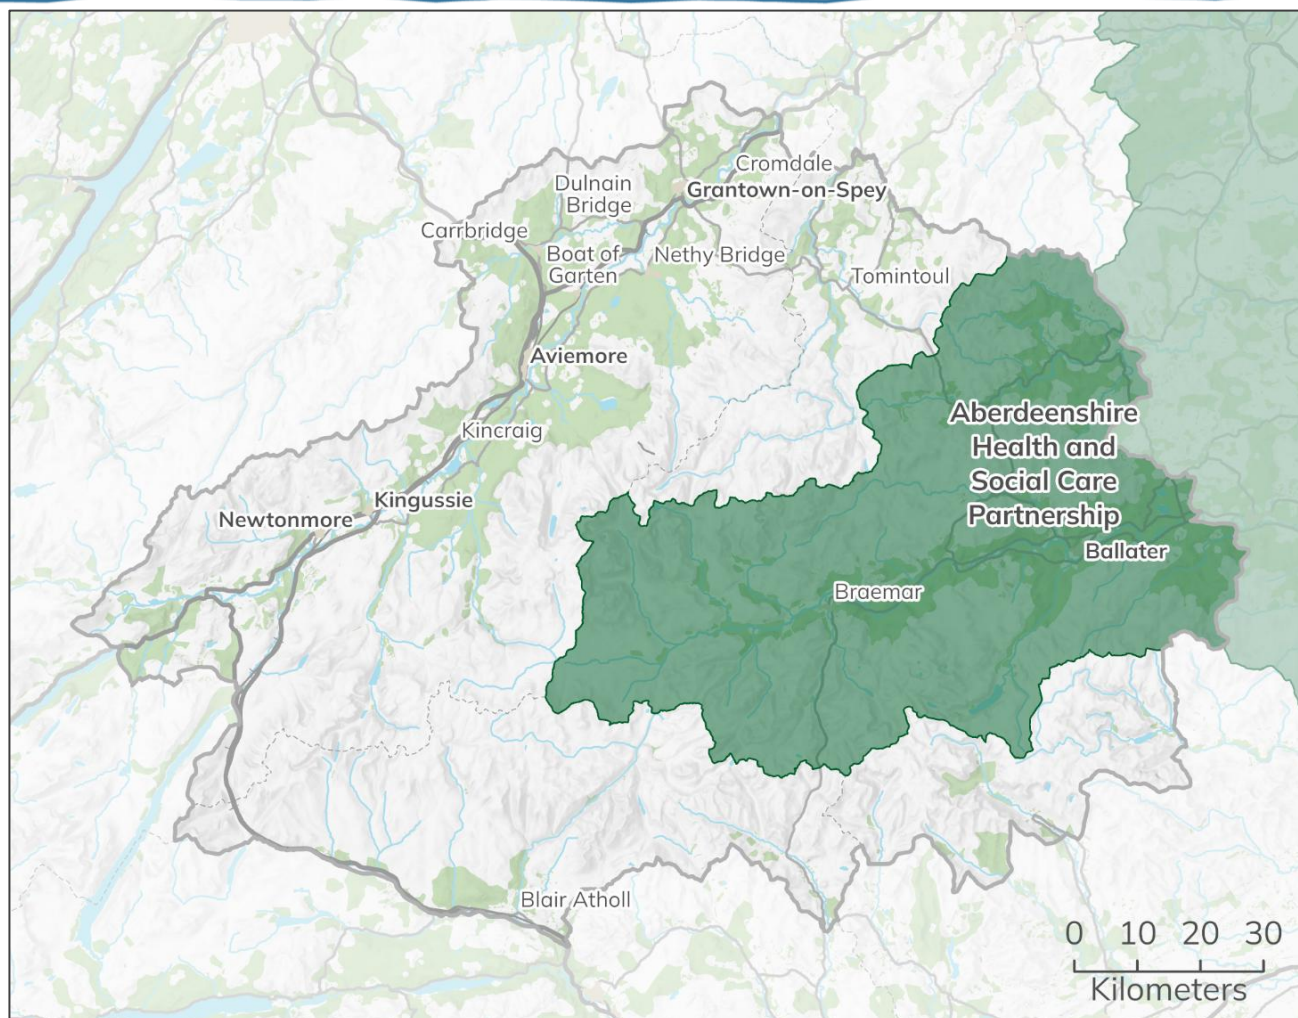 Cromdale
Dulnain
Bridge
Grantown-on-Spey
Carrbridge
Boat of
Garten
Nethy Bridge
Tomintoul
Aviemore
Aberdeenshire
Health and
Social Care
Partnership
Kincraig
Kingussie
Newtonmore
Ballater
Braemar
Blair Atholl
0 10 20 30
Kilometers